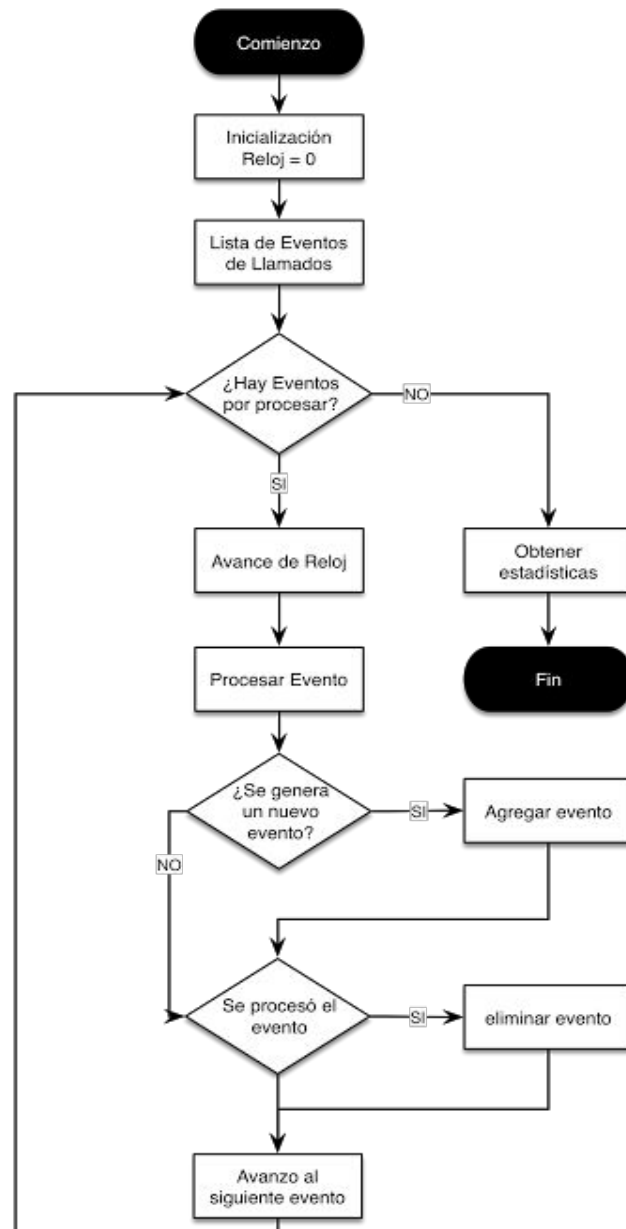 Comienzo
Inicialización
Reloj = 0
Lista de Eventos
de Llamados
¿Hay Eventos
por procesar?
NO
SI
Avance de Reloj
Obtener
estadísticas
Procesar Evento
Fin
¿Se genera
un nuevo
evento?
SI
Agregar evento
NO
Se procesó el
evento
SI
eliminar evento
Avanzo al
siguiente evento